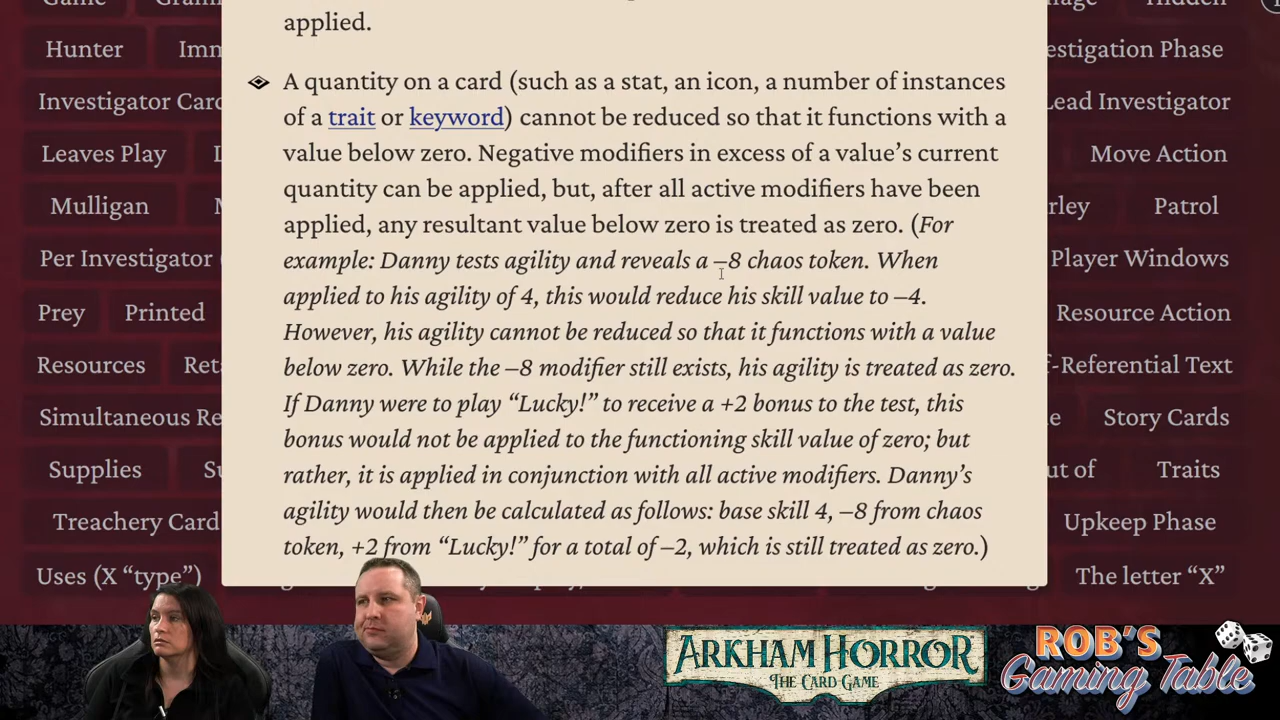 applied.
A quantity on a card (such as a stat, an icon, a number of instances
of a trait or keyword) cannot be reduced so that it functions with a
value below zero. Negative modifiers in excess of a value's current
quantity can be applied, but, after all active modifiers have been
applied, any resultant value below zero is treated as zero. (For
example: Danny tests agility and reveals a –8 chaos token. When
applied to his agility of 4, this would reduce his skill value to –4.
However, his agility cannot be reduced so that it functions with a value
below zero. While the –8 modifier still exists, his agility is treated as zero.
If Danny were to play “Lucky!” to receive a +2 bonus to the test, this
bonus would not be applied to the functioning skill value of zero; but
rather, it is applied in conjunction with all active modifiers. Danny's
agility would then be calculated as follows: base skill 4, –8 from chaos
token, +2 from “Lucky!” for a total of –2, which is still treated as zero.)
Hunter
Investigator Card
Leaves Play
Mulligan
Per Investigator
Prey
Printed
Resources
Simultaneous Re
Supplies
Treachery Card
Uses (X “type”)
estigation Phase
Lead Investigator
Move Action
rley
Patrol
Player Windows
Resource Action
f-Referential Text
Story Cards
ut of
Traits
Upkeep Phase
The letter “X”
ARKHAM HORROR
THE CARD GAME
ROB'S
Gaming Table